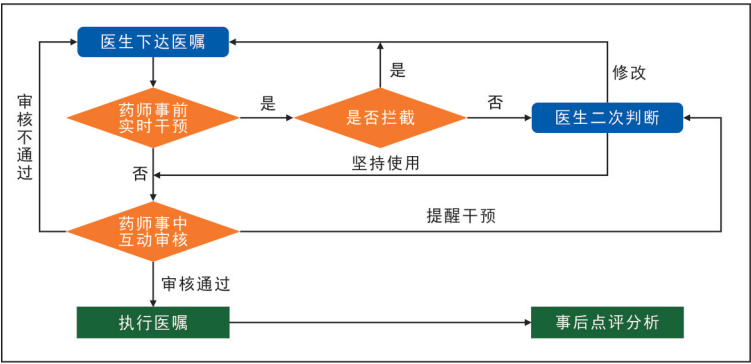 医生下达医嘱
是
修改
审核不通过
药师事前
实时干预
是
是否拦截
否
医生二次判断
坚持使用
否
药师事中
互动审核
提醒干预
审核通过
执行医嘱
事后点评分析